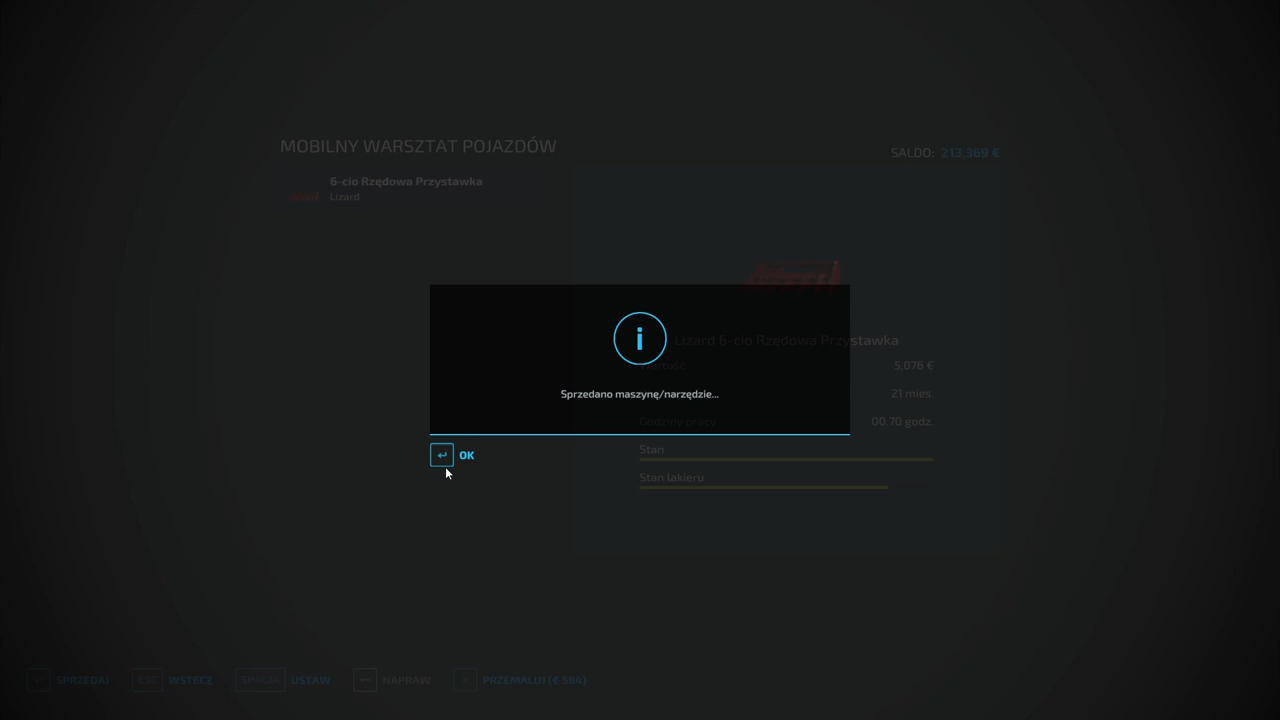 MOBILNY WARSZTAT POJAZDÓW
SALDO: 213,369 €
6-cio Rzędowa Przystawka
Lizard
Lizard 6-cio Rzędowa Przystawka
Wartość 5,076 €
21 mies.
Godziny pracy 00.70 godz.
Stan
Stan lakieru
i
Sprzedano maszynę/narzędzie...
↵ OK
SPRZEDAJ ESC WSTECZ SPACJA USTAW NAPRAW X PRZEMALUJ (€ 584)